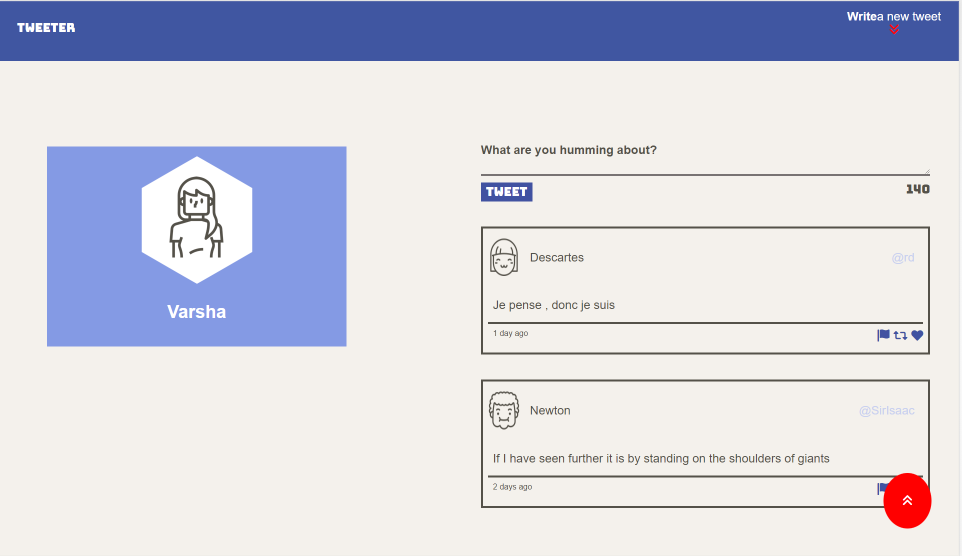 TWEETER
Writea new tweet
Varsha
What are you humming about?
TWEET
140
Descartes
@rd
Je pense , donc je suis
1 day ago
Newton
@SirIsaac
If I have seen further it is by standing on the shoulders of giants
2 days ago